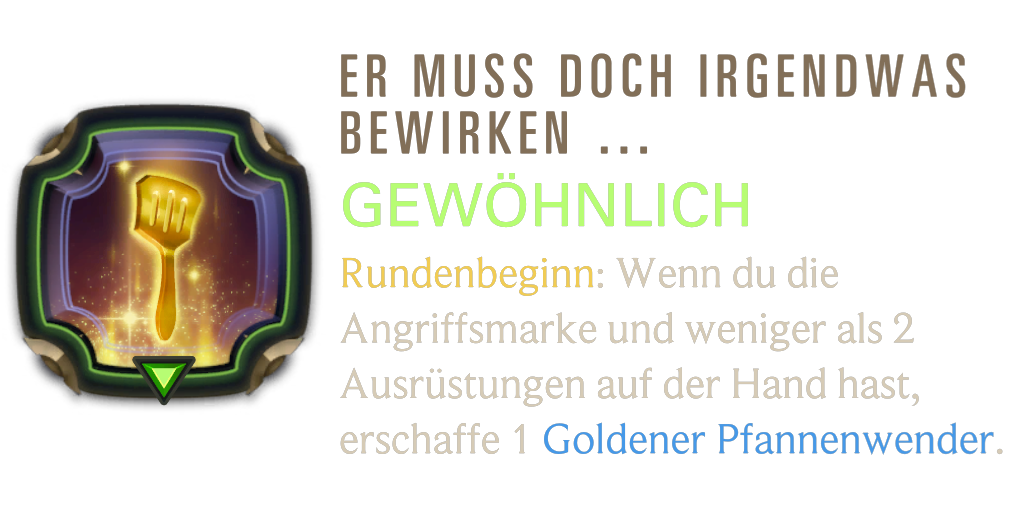 ER MUSS DOCH IRGENDWAS
BEWIRKEN ...
GEWÖHNLICH
Rundenbeginn: Wenn du die
Angriffsmarke und weniger als 2
Ausrüstungen auf der Hand hast,
erschaffe 1 Goldener Pfannenwender.